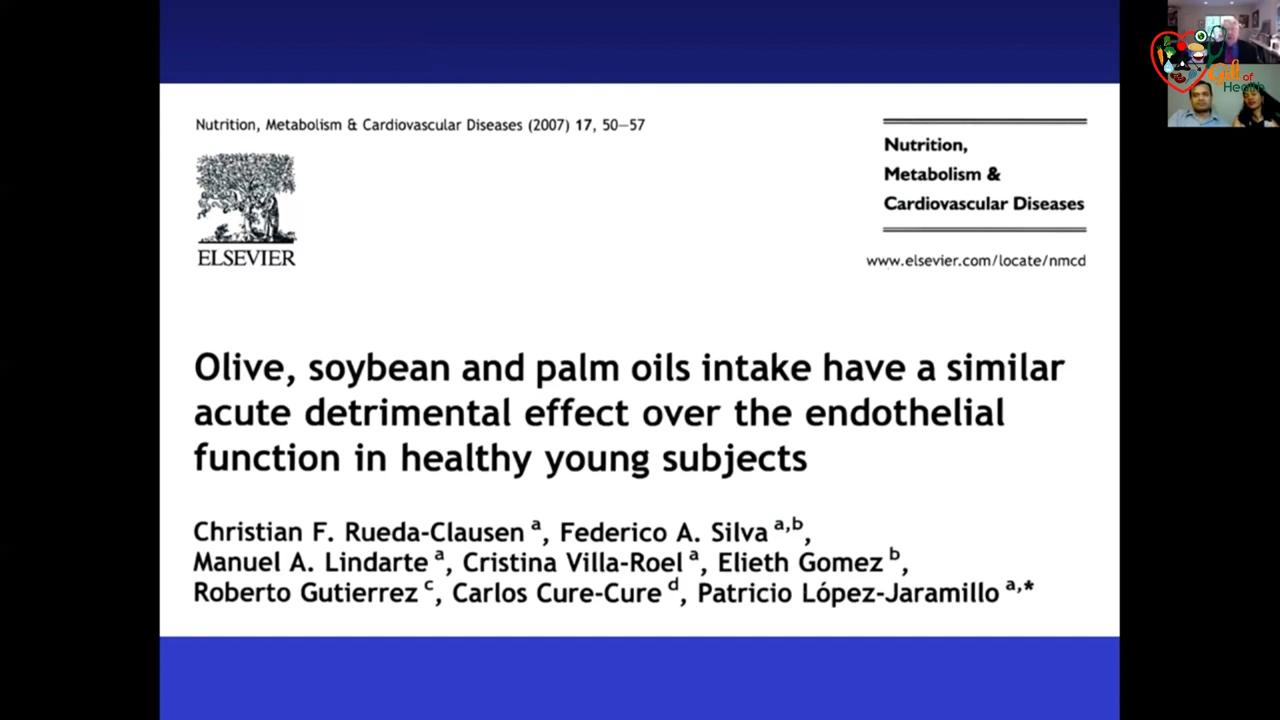 Nutrition, Metabolism & Cardiovascular Diseases (2007) 17, 50–57
ELSEVIER
Nutrition,
Metabolism &
Cardiovascular Diseases
www.elsevier.com/locate/nmcd
Olive, soybean and palm oils intake have a similar
acute detrimental effect over the endothelial
function in healthy young subjects
Christian F. Rueda-Clausen a, Federico A. Silva a,b,
Manuel A. Lindarte a, Cristina Villa-Roel a, Elieth Gomez b,
Roberto Gutierrez c, Carlos Cure-Cure d, Patricio López-Jaramillo a,*
Gift of
Health